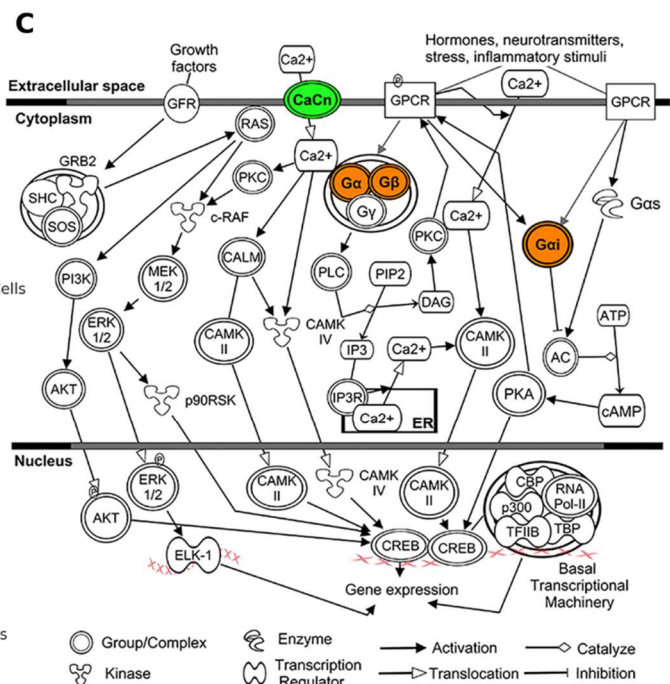 C
Growth
factors
Ca2+
Hormones, neurotransmitters,
stress, inflammatory stimuli
Extracellular space
Cytoplasm
GFR
CaCn
P
GPCR
Ca2+
GPCR
RAS
GRB2
SHC
SOS
PKC
Ca2+
c-RAF
Gα
Gβ
Gγ
Ca2+
PKC
Gαs
Gαi
Cells
PI3K
MEK
1/2
CALM
PLC
PIP2
DAG
ERK
1/2
CAMK
II
CAMK
IV
IP3
Ca2+
CAMK
II
ATP
AC
AKT
p90RSK
IP3R
Ca2+
ER
PKA
cAMP
Nucleus
P
AKT
P
ERK
1/2
CAMK
II
CAMK
IV
CAMK
II
CBP
p300
RNA
Pol-II
TFIIB
TBP
ELK-1
CREB
CREB
Gene expression
Basal
Transcriptional
Machinery
s
Group/Complex
Enzyme
Activation
Catalyze
Kinase
Transcription
Regulator
Translocation
Inhibition